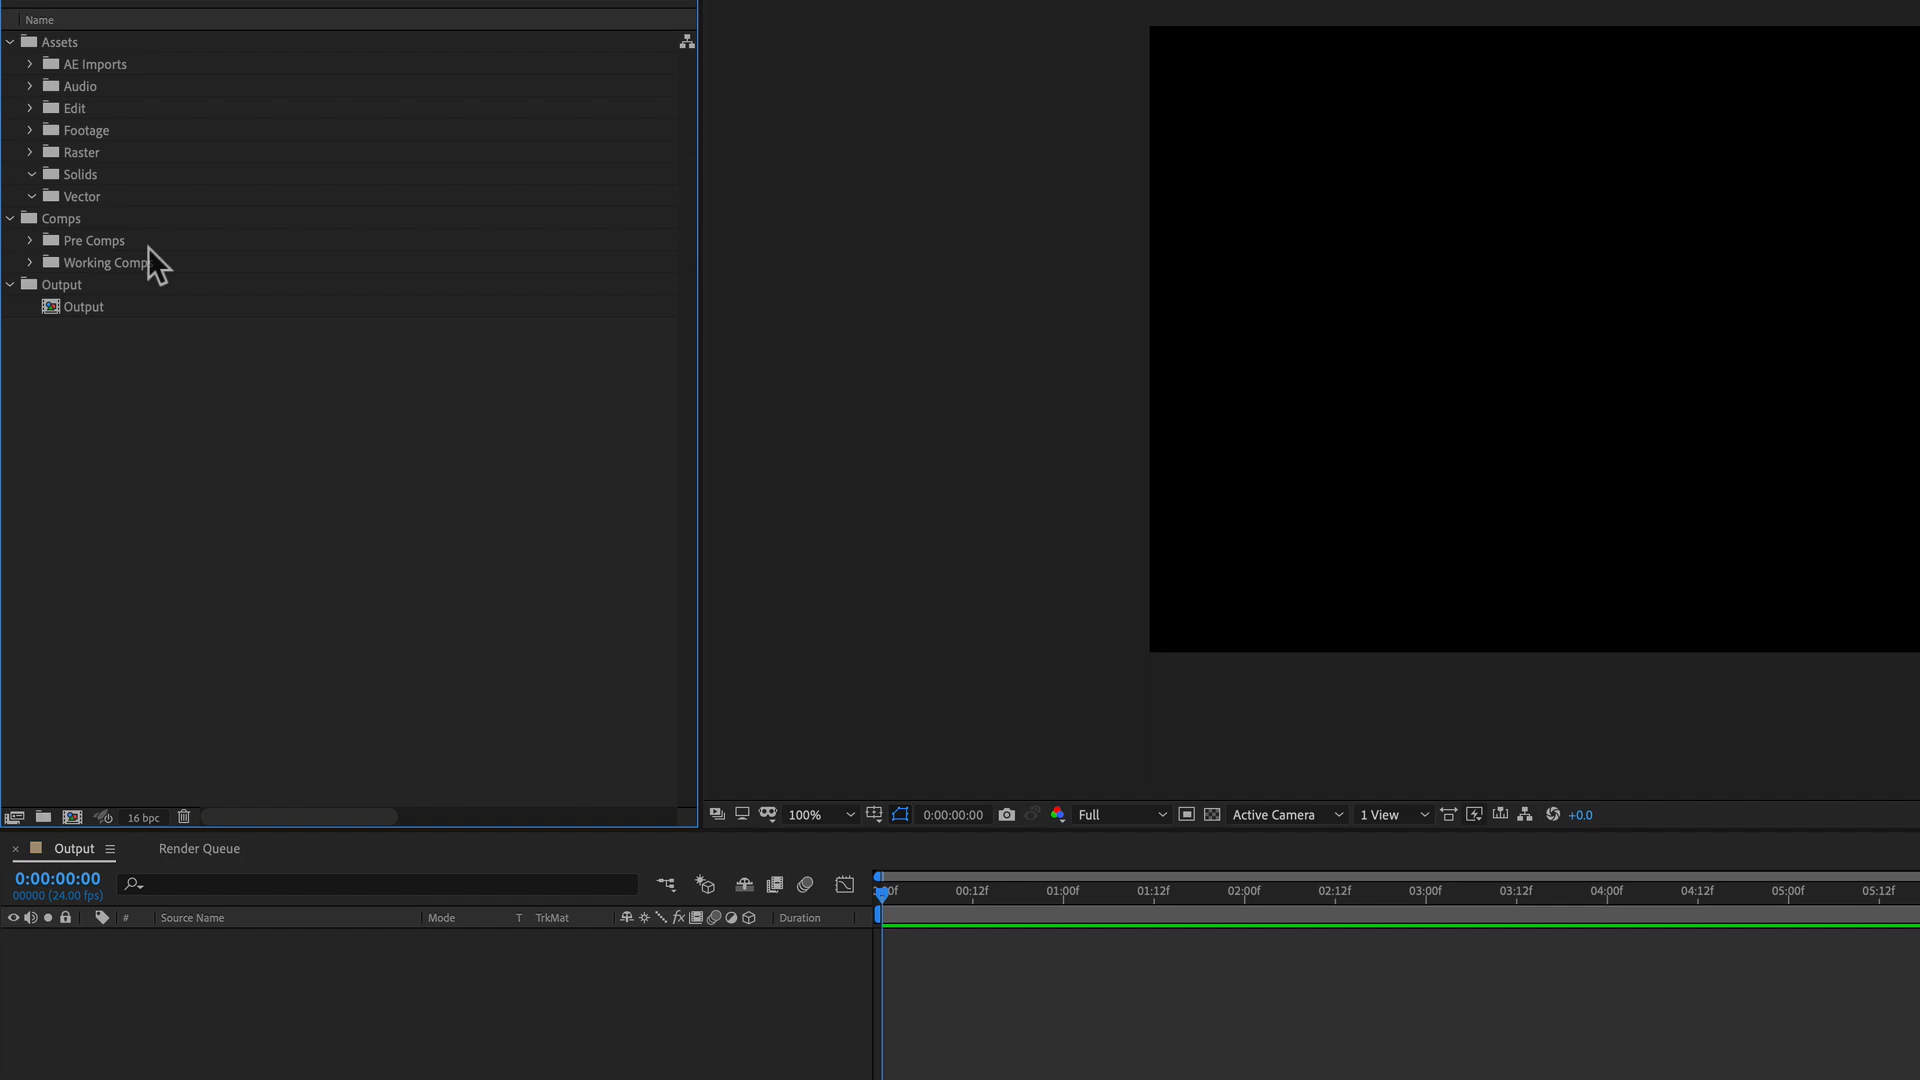 Name
Assets
AE Imports
Audio
Edit
Footage
Raster
Solids
Vector
Comps
Pre Comps
Working Comp
Output
Output
16 bpc
100%
0:00:00:00
Full
Active Camera
1 View
+0.0
Output
Render Queue
0:00:00:00
00000 (24.00 fps)
00f 00:12f 01:00f 01:12f 02:00f 02:12f 03:00f 03:12f 04:00f 04:12f 05:00f 05:12f
# Source Name Mode T TrkMat fx Duration